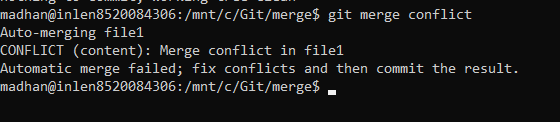 madhan@inlen8520084306:/mnt/c/Git/merge$ git merge conflict
Auto-merging file1
CONFLICT (content): Merge conflict in file1
Automatic merge failed; fix conflicts and then commit the result.
madhan@inlen8520084306:/mnt/c/Git/merge$